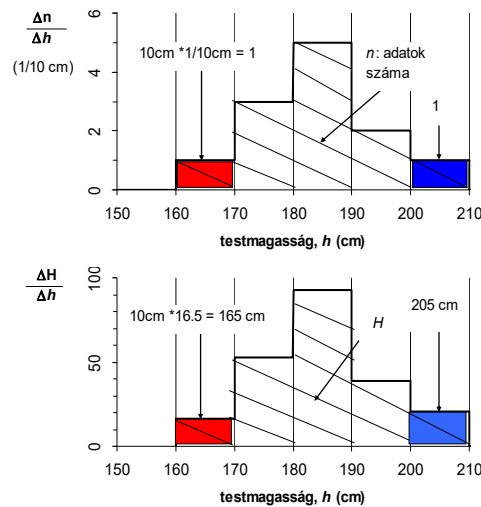 Δn
Δh
(1/10 cm)
10cm *1/10cm = 1
n: adatok
száma
1
6
4
2
0
150 160 170 180 190 200 210
testmagasság, h (cm)
ΔH
Δh
10cm *16.5 = 165 cm
205 cm
H
100
50
0
150 160 170 180 190 200 210
testmagasság, h (cm)